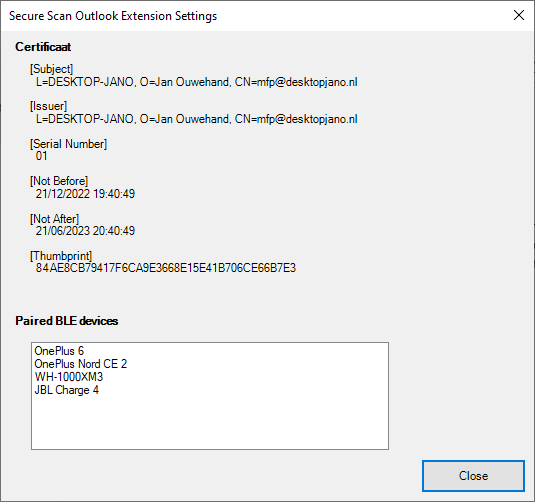 Secure Scan Outlook Extension Settings
Certificaat
[Subject]
L=DESKTOP-JANO, O=Jan Ouwehand, CN=mfp@desktopjano.nl
[Issuer]
L=DESKTOP-JANO, O=Jan Ouwehand, CN=mfp@desktopjano.nl
[Serial Number]
01
[Not Before]
21/12/2022 19:40:49
[Not After]
21/06/2023 20:40:49
[Thumbprint]
84AE8CB79417F6CA9E3668E15E41B706CE66B7E3
Paired BLE devices
OnePlus 6
OnePlus Nord CE 2
WH-1000XM3
JBL Charge 4
Close